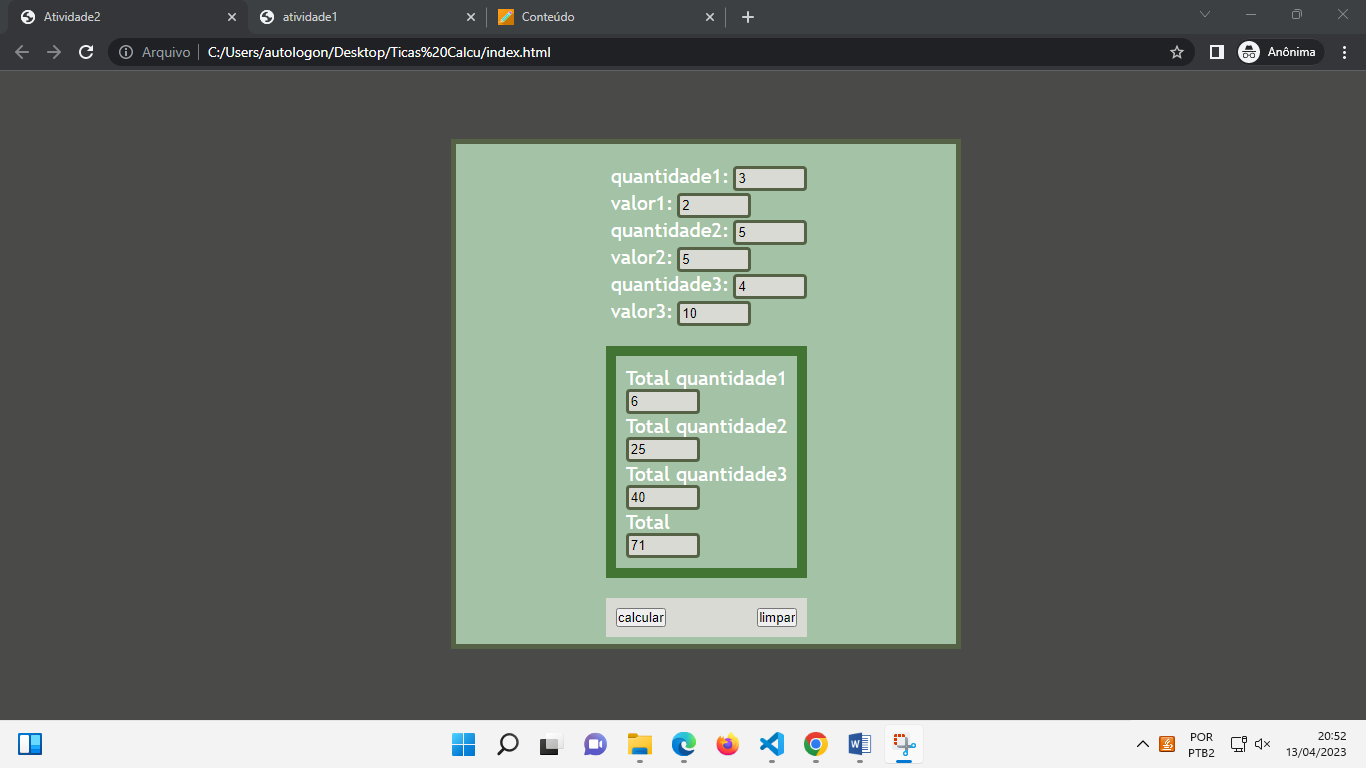 Atividade2
atividade1
Conteúdo
Arquivo
C:/Users/autologon/Desktop/Ticas%20Calcu/index.html
Anônima
quantidade1: 3
valor1: 2
quantidade2: 5
valor2: 5
quantidade3: 4
valor3: 10
Total quantidade1
6
Total quantidade2
25
Total quantidade3
40
Total
71
calcular
limpar
POR
PTB2
20:52
13/04/2023